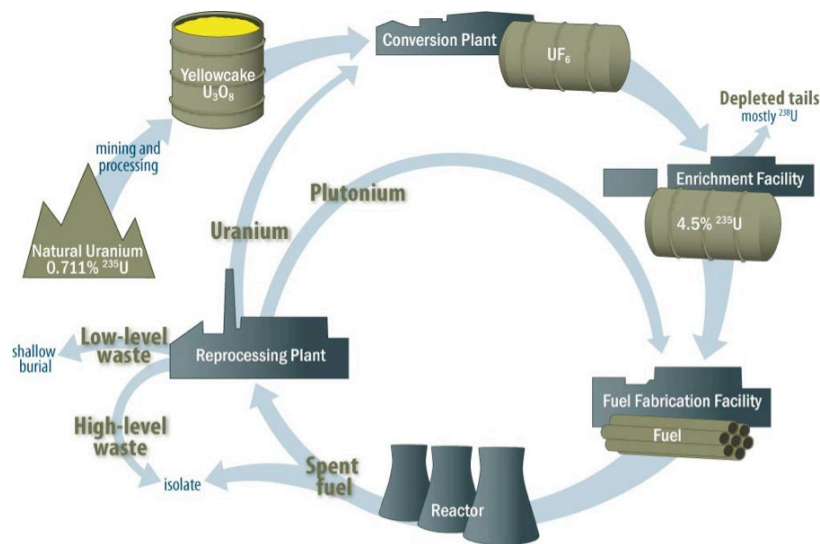 Yellowcake
U₃O₈
Conversion Plant
UF₆
Depleted tails
mostly ²³⁸U
mining and
processing
Enrichment Facility
Plutonium
4.5% ²³⁵U
Uranium
Natural Uranium
0.711% ²³⁵U
Low-level
waste
shallow
burial
Reprocessing Plant
Fuel Fabrication Facility
Fuel
High-level
waste
isolate
Spent
fuel
Reactor